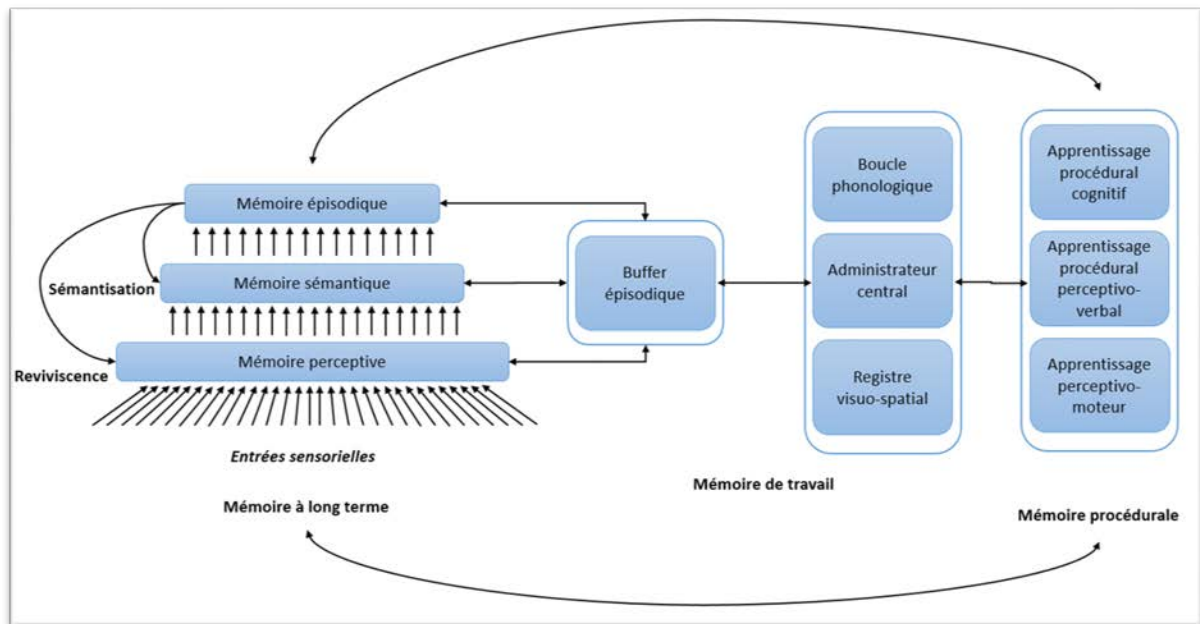 Mémoire épisodique
Sémantisation
Mémoire sémantique
Reviviscence
Mémoire perceptive
Entrées sensorielles
Mémoire à long terme
Buffer
épisodique
Boucle
phonologique
Administrateur
central
Registre
visuo-spatial
Mémoire de travail
Apprentissage
procédural
cognitif
Apprentissage
procédural
perceptivo-
verbal
Apprentissage
perceptivo-
moteur
Mémoire procédurale